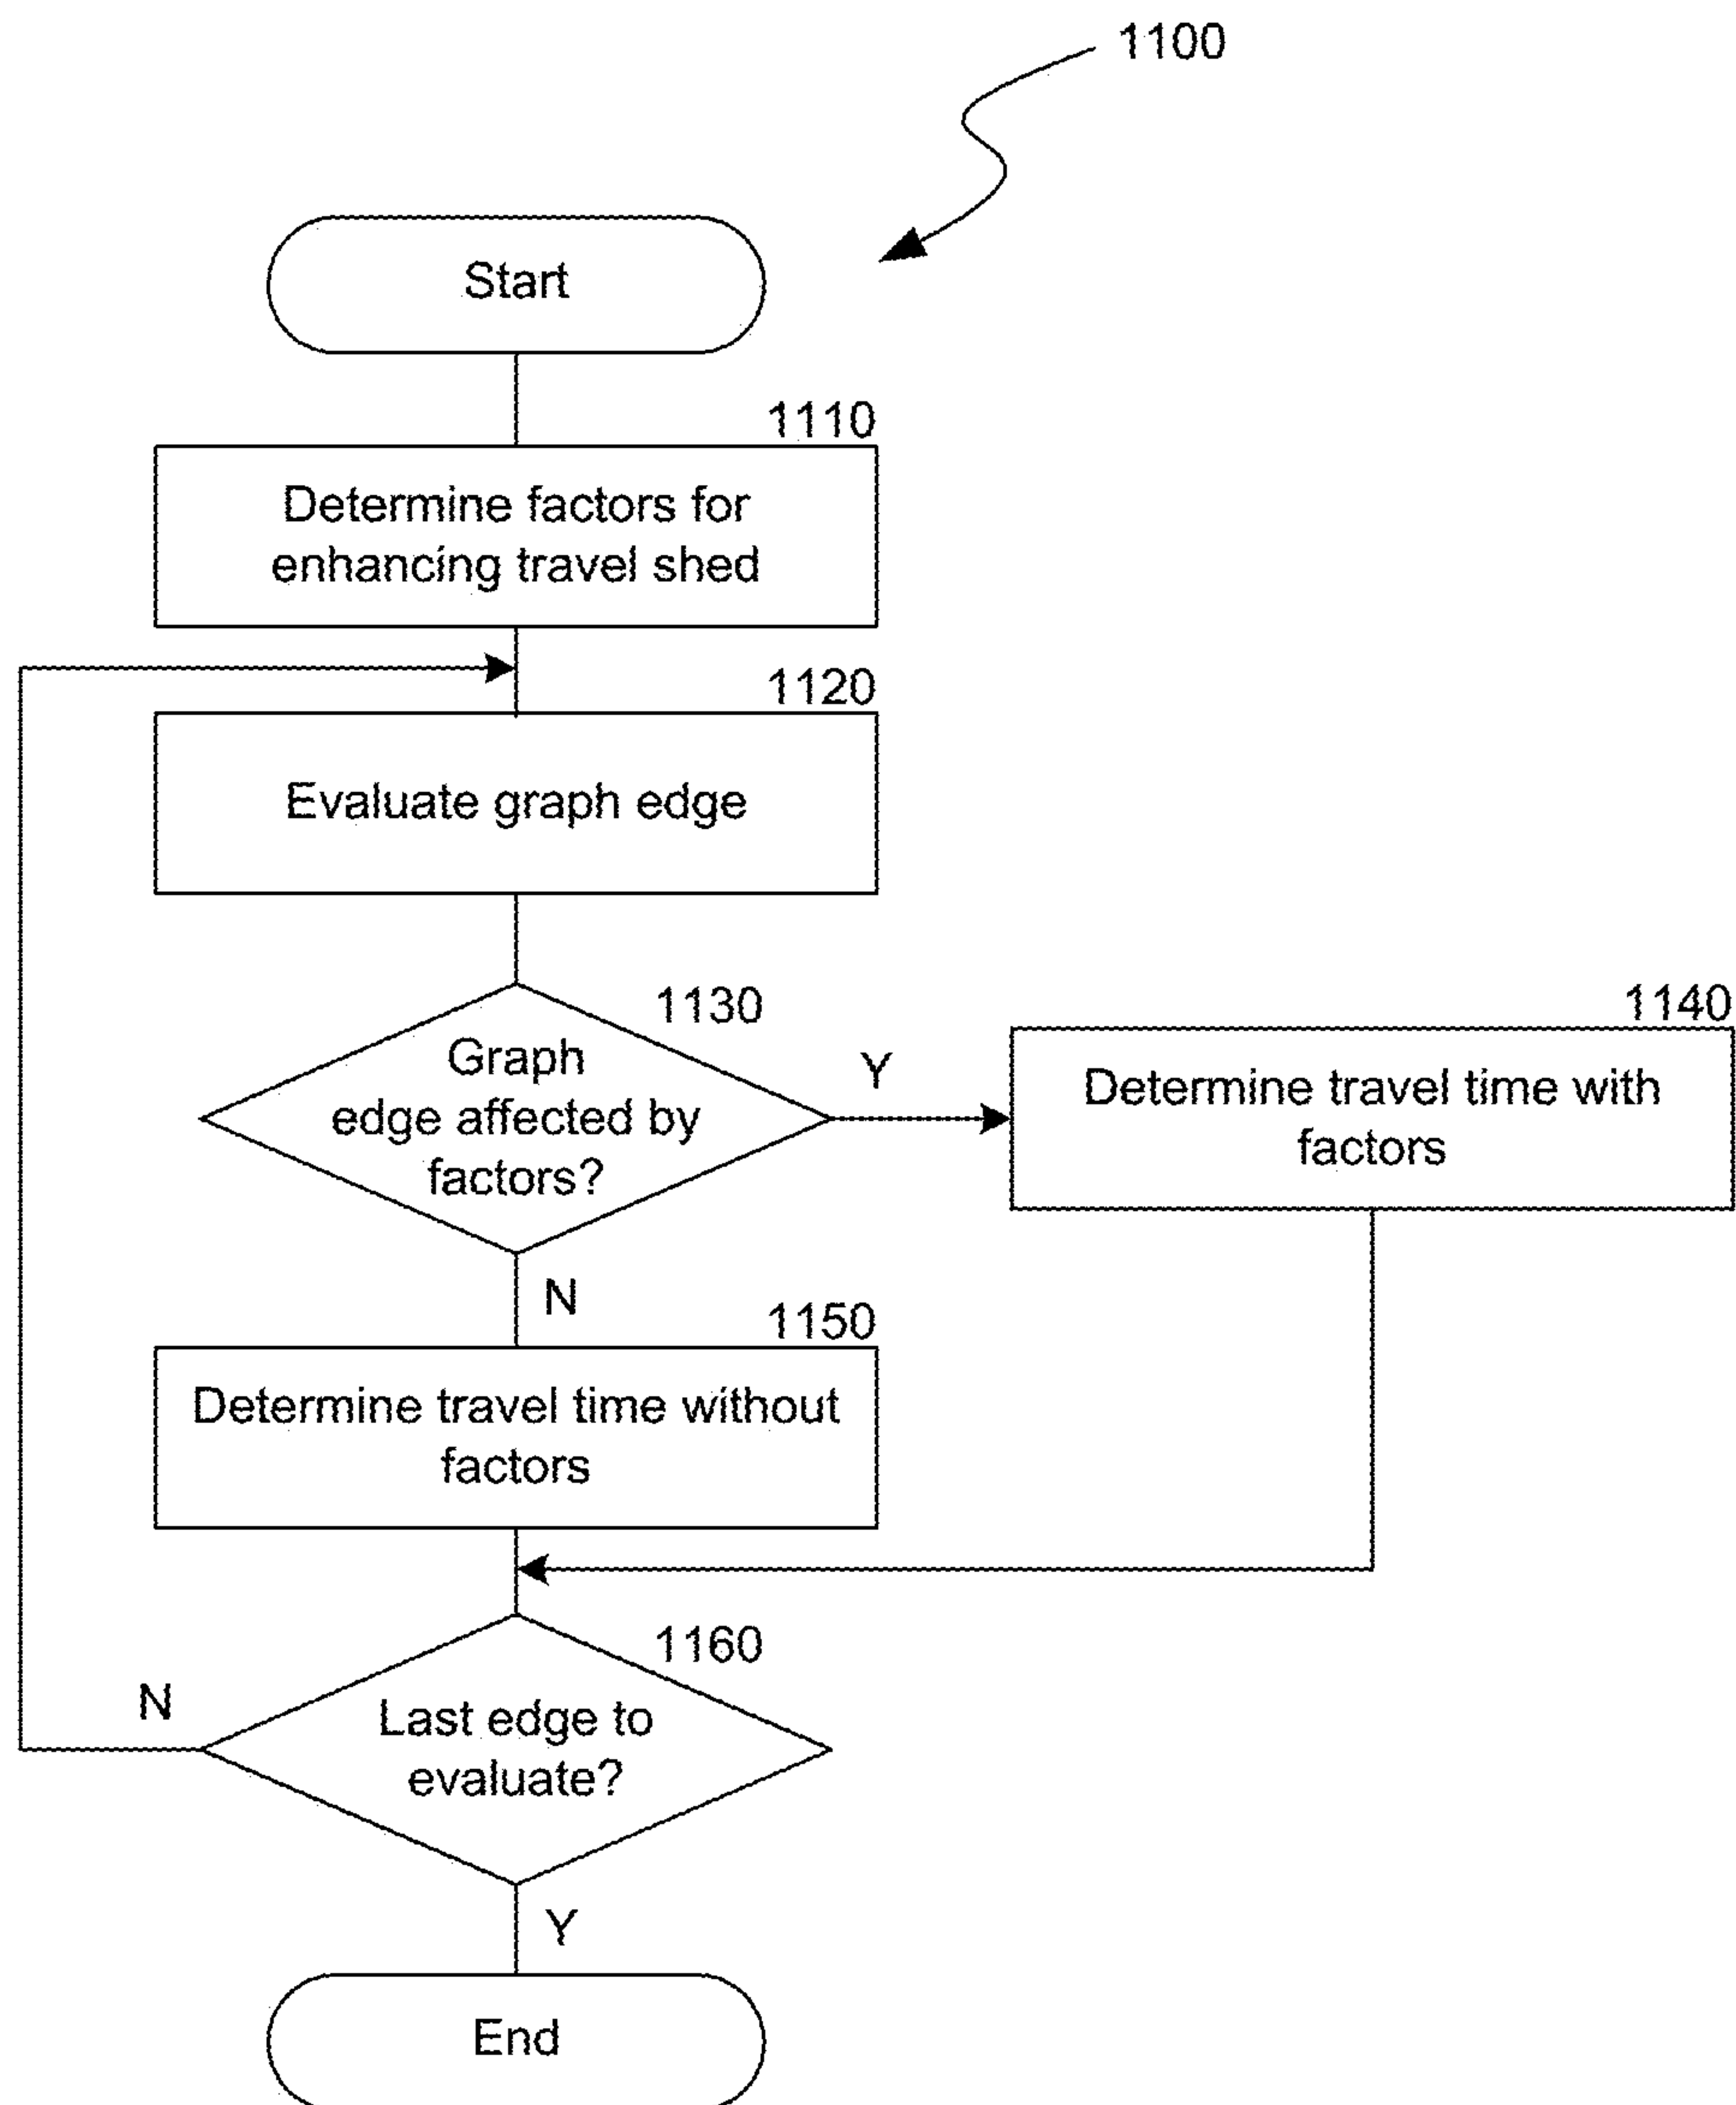 1100
Start
1110
Determine factors for
enhancing travel shed
1120
Evaluate graph edge
1130
Graph
edge affected by
factors?
Y
1140
Determine travel time with
factors
N
1150
Determine travel time without
factors
1160
Last edge to
evaluate?
N
Y
End